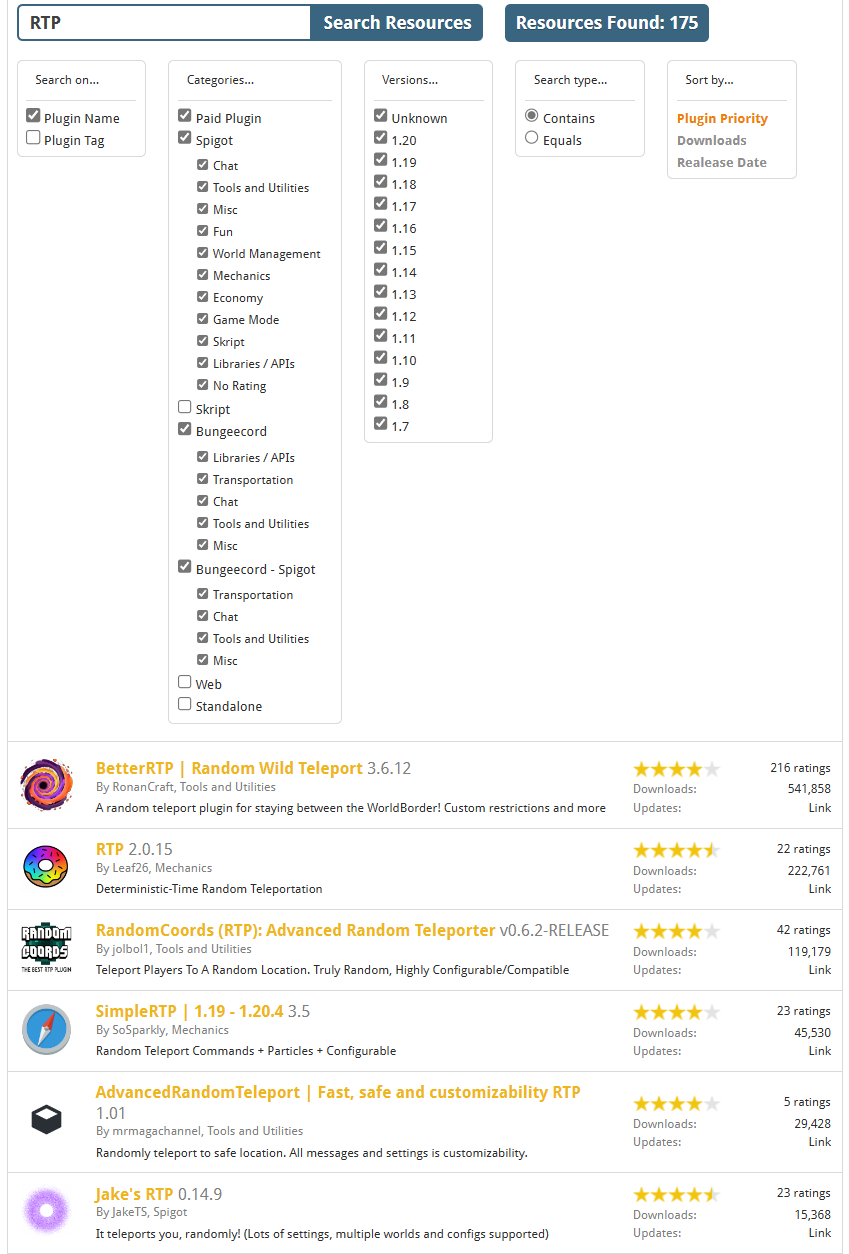 RTP Search Resources Resources Found: 175
Search on...
Plugin Name
Plugin Tag
Categories...
Paid Plugin
Spigot
Chat
Tools and Utilities
Misc
Fun
World Management
Mechanics
Economy
Game Mode
Skript
Libraries / APIs
No Rating
Skript
Bungeecord
Libraries / APIs
Transportation
Chat
Tools and Utilities
Misc
Bungeecord - Spigot
Transportation
Chat
Tools and Utilities
Misc
Web
Standalone
Versions...
Unknown
1.20
1.19
1.18
1.17
1.16
1.15
1.14
1.13
1.12
1.11
1.10
1.9
1.8
1.7
Search type...
Contains
Equals
Sort by...
Plugin Priority
Downloads
Realease Date
BetterRTP | Random Wild Teleport 3.6.12
By RonanCraft, Tools and Utilities
A random teleport plugin for staying between the WorldBorder! Custom restrictions and more
216 ratings
Downloads: 541,858
Updates: Link
RTP 2.0.15
By Leaf26, Mechanics
Deterministic-Time Random Teleportation
22 ratings
Downloads: 222,761
Updates: Link
RANDOM
COORDS
THE BEST RTP PLUGIN
RandomCoords (RTP): Advanced Random Teleporter v0.6.2-RELEASE
By jolbol1, Tools and Utilities
Teleport Players To A Random Location. Truly Random, Highly Configurable/Compatible
42 ratings
Downloads: 119,179
Updates: Link
SimpleRTP | 1.19 - 1.20.4 3.5
By SoSparkly, Mechanics
Random Teleport Commands + Particles + Configurable
23 ratings
Downloads: 45,530
Updates: Link
AdvancedRandomTeleport | Fast, safe and customizability RTP
1.01
By mrmagachannel, Tools and Utilities
Randomly teleport to safe location. All messages and settings is customizability.
5 ratings
Downloads: 29,428
Updates: Link
Jake's RTP 0.14.9
By JakeTS, Spigot
It teleports you, randomly! (Lots of settings, multiple worlds and configs supported)
23 ratings
Downloads: 15,368
Updates: Link